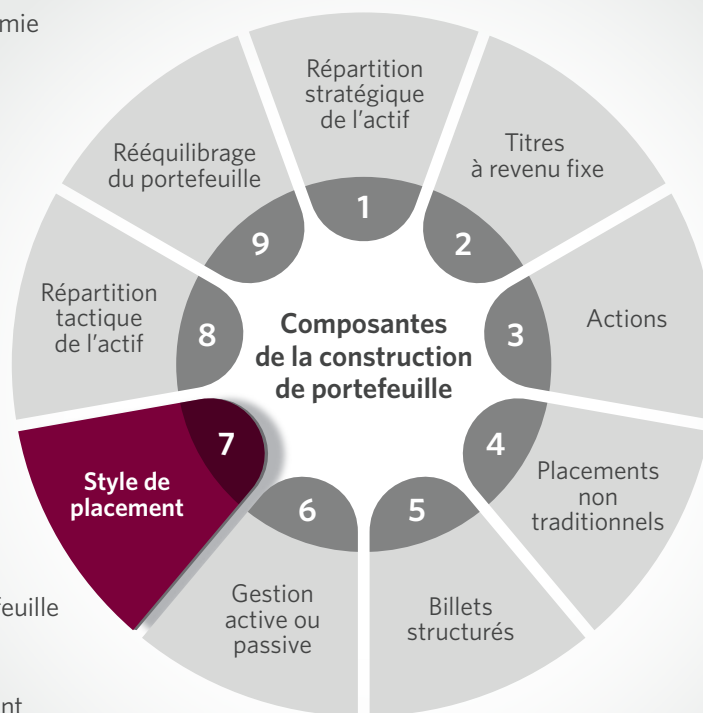 mie
Répartition
stratégique
de l'actif
1
Titres
à revenu fixe
2
Actions
3
Placements
non
traditionnels
4
Billets
structurés
5
Gestion
active ou
passive
6
Style de
placement
7
Répartition
tactique
de l'actif
8
Rééquilibrage
du portefeuille
9
Composantes
de la construction
de portefeuille
feuille
nt